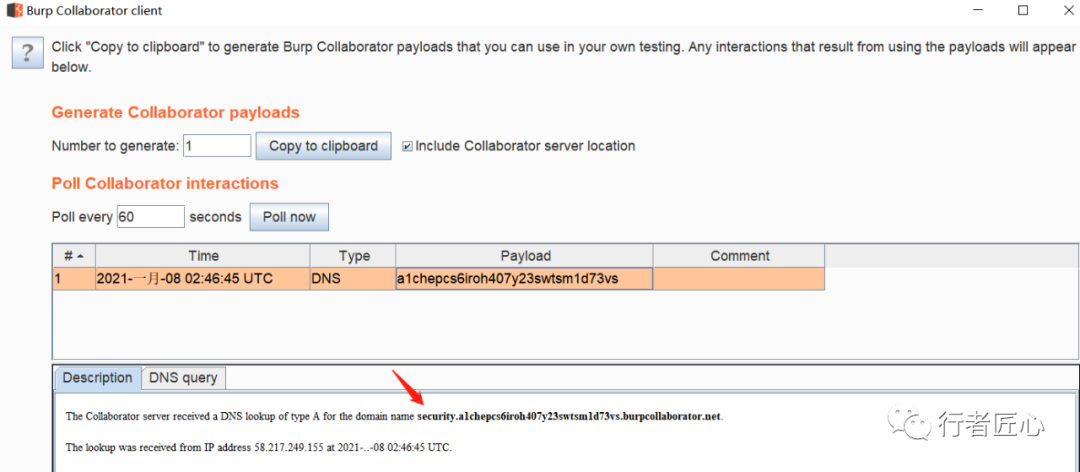 Burp Collaborator client
?
Click "Copy to clipboard" to generate Burp Collaborator payloads that you can use in your own testing. Any interactions that result from using the payloads will appear
below.
Generate Collaborator payloads
Number to generate: 1 Copy to clipboard Include Collaborator server location
Poll Collaborator interactions
Poll every 60 seconds Poll now
# Time Type Payload Comment
1 2021-一月-08 02:46:45 UTC DNS a1chepcs6iroh407y23swtsm1d73vs
Description DNS query
The Collaborator server received a DNS lookup of type A for the domain name security.a1chepcs6iroh407y23swtsm1d73vs.burpcollaborator.net.
The lookup was received from IP address 58.217.249.155 at 2021-..-08 02:46:45 UTC.
行者匠心